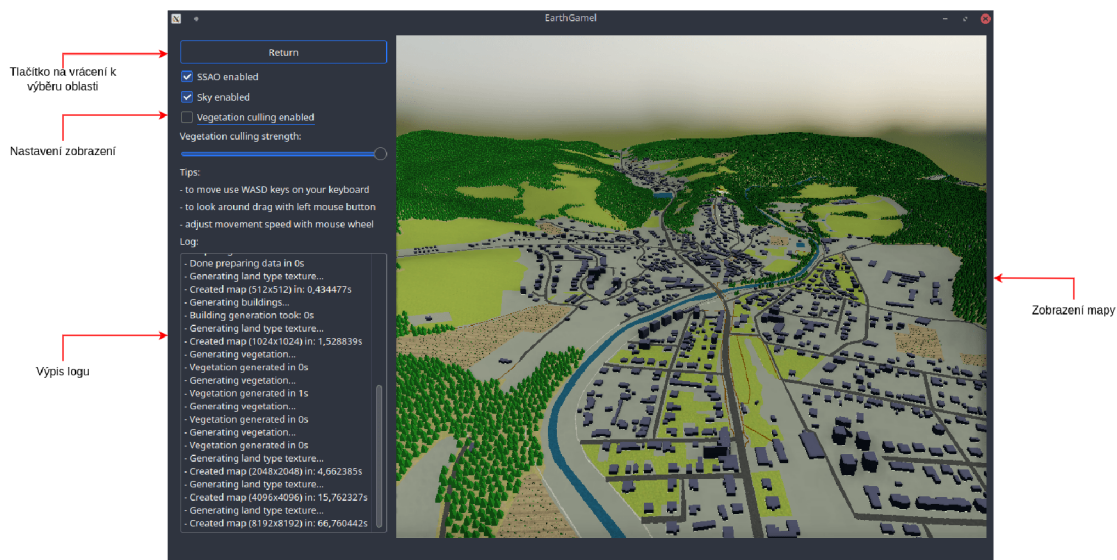 EarthGamel
Return
Tlačítko na vrácení k
výběru oblasti
SSAO enabled
Sky enabled
Vegetation culling enabled
Nastavení zobrazení
Vegetation culling strength:
Tips:
- to move use WASD keys on your keyboard
- to look around drag with left mouse button
- adjust movement speed with mouse wheel
Log:
- Done preparing data in 0s
- Generating land type texture...
- Created map (512x512) in: 0,434477s
- Generating buildings...
- Building generation took: 0s
- Generating land type texture...
- Created map (1024x1024) in: 1,528839s
- Generating vegetation...
- Vegetation generated in 0s
- Generating vegetation...
- Vegetation generated in 1s
- Generating vegetation...
- Vegetation generated in 0s
- Generating vegetation...
- Vegetation generated in 0s
- Generating land type texture...
- Created map (2048x2048) in: 4,662385s
- Generating land type texture...
- Created map (4096x4096) in: 15,762327s
- Generating land type texture...
- Created map (8192x8192) in: 66,760442s
Výpis logu
Zobrazení mapy